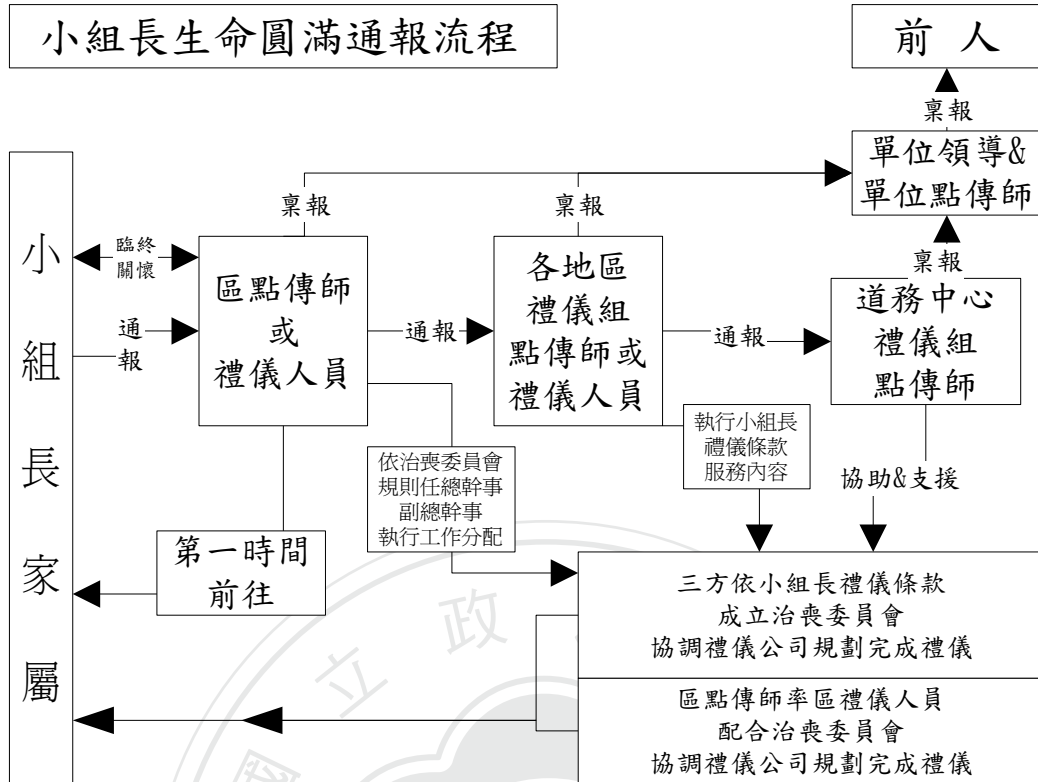 小組長生命圓滿通報流程
前 人
稟報
單位領導&
單位點傳師
稟報
稟報
稟報
小組長家屬
臨終
關懷
通
報
區點傳師
或
禮儀人員
通報
各地區
禮儀組
點傳師或
禮儀人員
通報
道務中心
禮儀組
點傳師
依治喪委員會
規則任總幹事
副總幹事
執行工作分配
執行小組長
禮儀條款
服務內容
協助&支援
第一時間
前往
三方依小組長禮儀條款
成立治喪委員會
協調禮儀公司規劃完成禮儀
區點傳師率區禮儀人員
配合治喪委員會
協調禮儀公司規劃完成禮儀
國 立 政